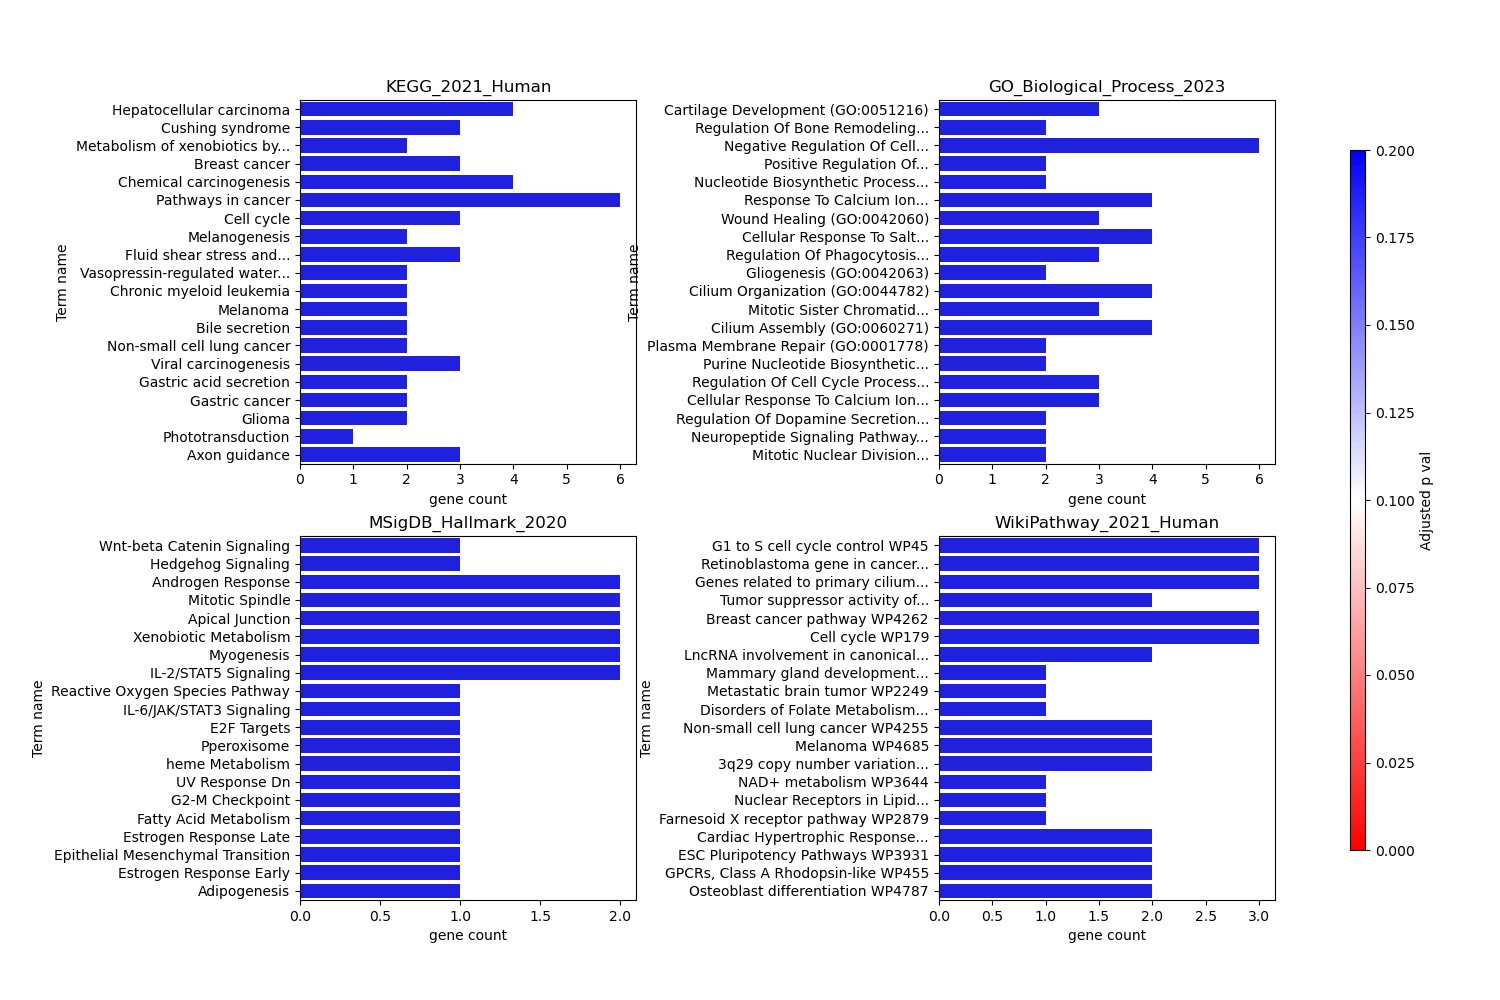 KEGG_2021_Human
Term name
Hepatocellular carcinoma
Cushing syndrome
Metabolism of xenobiotics by...
Breast cancer
Chemical carcinogenesis
Pathways in cancer
Cell cycle
Melanogenesis
Fluid shear stress and...
Vasopressin-regulated water...
Chronic myeloid leukemia
Melanoma
Bile secretion
Non-small cell lung cancer
Viral carcinogenesis
Gastric acid secretion
Gastric cancer
Glioma
Phototransduction
Axon guidance
0 1 2 3 4 5 6
gene count
GO_Biological_Process_2023
Term name
Cartilage Development (GO:0051216)
Regulation Of Bone Remodeling...
Negative Regulation Of Cell...
Positive Regulation Of...
Nucleotide Biosynthetic Process...
Response To Calcium Ion...
Wound Healing (GO:0042060)
Cellular Response To Salt...
Regulation Of Phagocytosis...
Gliogenesis (GO:0042063)
Cilium Organization (GO:0044782)
Mitotic Sister Chromatid...
Cilium Assembly (GO:0060271)
Plasma Membrane Repair (GO:0001778)
Purine Nucleotide Biosynthetic...
Regulation Of Cell Cycle Process...
Cellular Response To Calcium Ion...
Regulation Of Dopamine Secretion...
Neuropeptide Signaling Pathway...
Mitotic Nuclear Division...
0 1 2 3 4 5 6
gene count
MSigDB_Hallmark_2020
Term name
Wnt-beta Catenin Signaling
Hedgehog Signaling
Androgen Response
Mitotic Spindle
Apical Junction
Xenobiotic Metabolism
Myogenesis
IL-2/STAT5 Signaling
Reactive Oxygen Species Pathway
IL-6/JAK/STAT3 Signaling
E2F Targets
Pperoxisome
heme Metabolism
UV Response Dn
G2-M Checkpoint
Fatty Acid Metabolism
Estrogen Response Late
Epithelial Mesenchymal Transition
Estrogen Response Early
Adipogenesis
0.0 0.5 1.0 1.5 2.0
gene count
WikiPathway_2021_Human
Term name
G1 to S cell cycle control WP45
Retinoblastoma gene in cancer...
Genes related to primary cilium...
Tumor suppressor activity of...
Breast cancer pathway WP4262
Cell cycle WP179
LncRNA involvement in canonical...
Mammary gland development...
Metastatic brain tumor WP2249
Disorders of Folate Metabolism...
Non-small cell lung cancer WP4255
Melanoma WP4685
3q29 copy number variation...
NAD+ metabolism WP3644
Nuclear Receptors in Lipid...
Farnesoid X receptor pathway WP2879
Cardiac Hypertrophic Response...
ESC Pluripotency Pathways WP3931
GPCRs, Class A Rhodopsin-like WP455
Osteoblast differentiation WP4787
0.0 0.5 1.0 1.5 2.0 2.5 3.0
gene count
0.200
0.175
0.150
0.125
0.100
0.075
0.050
0.025
0.000
Adjusted p val